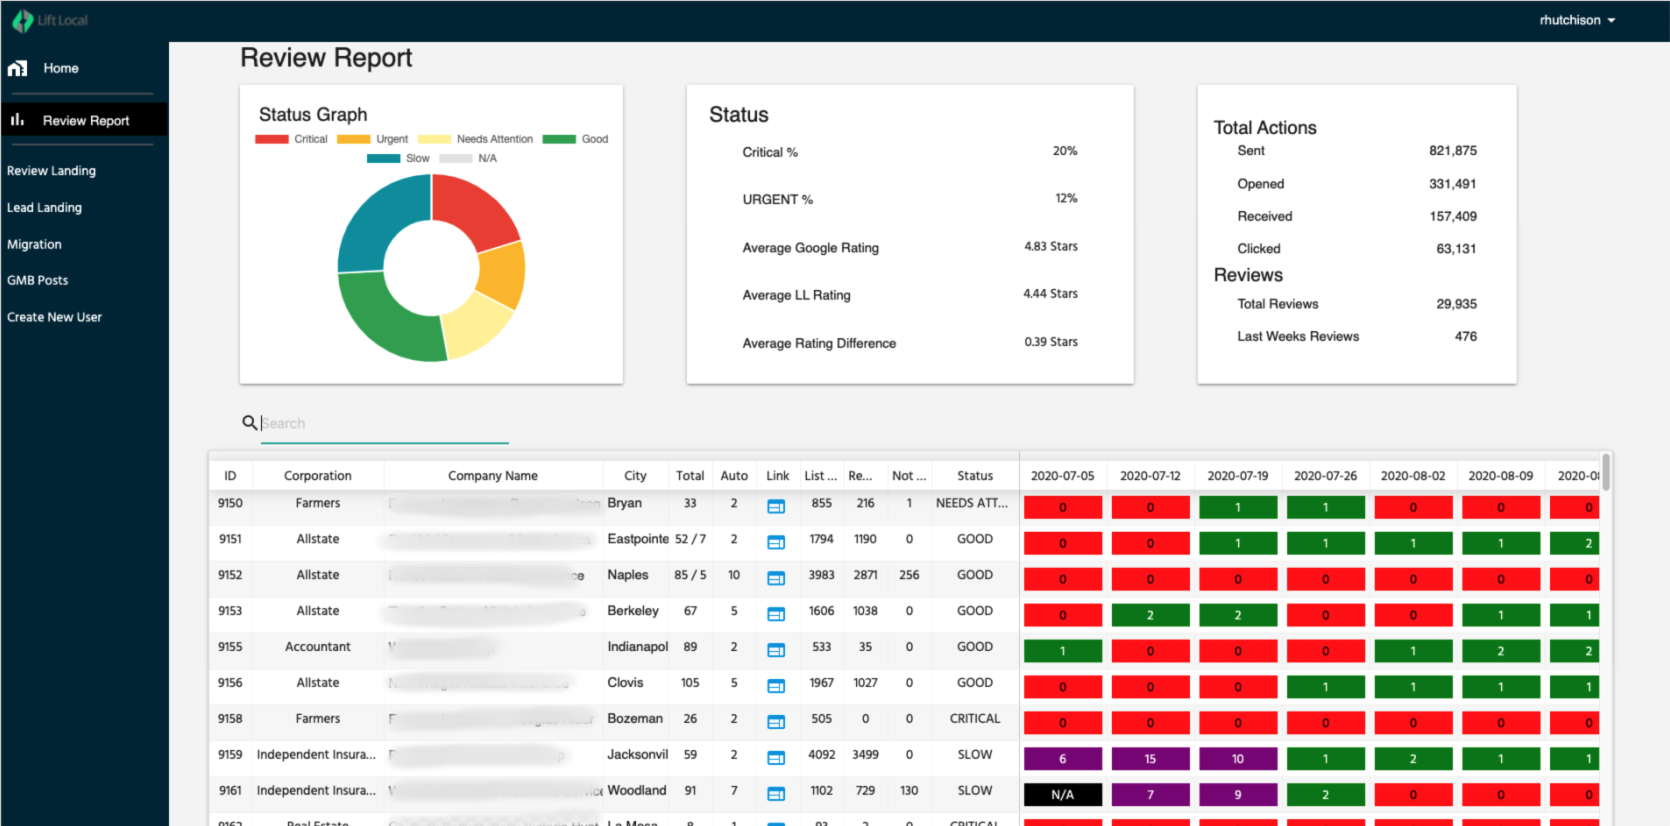 Lift Local
rhutchison
Home
Review Report
Review Landing
Lead Landing
Migration
GMB Posts
Create New User
Review Report
Status Graph
Critical Urgent Needs Attention Good
Slow N/A
Status
Critical % 20%
URGENT % 12%
Average Google Rating 4.83 Stars
Average LL Rating 4.44 Stars
Average Rating Difference 0.39 Stars
Total Actions
Sent 821,875
Opened 331,491
Received 157,409
Clicked 63,131
Reviews
Total Reviews 29,935
Last Weeks Reviews 476
Search
ID Corporation Company Name City Total Auto Link List ... Re... Not ... Status 2020-07-05 2020-07-12 2020-07-19 2020-07-26 2020-08-02 2020-08-09 2020-08
9150 Farmers Bryan 33 2 855 216 1 NEEDS ATT... 0 0 1 1 0 0 0
9151 Allstate Eastpointe 52 / 7 2 1794 1190 0 GOOD 0 0 1 1 1 1 2
9152 Allstate Naples 85 / 5 10 3983 2871 256 GOOD 0 0 0 0 0 0 0
9153 Allstate Berkeley 67 5 1606 1038 0 GOOD 0 2 2 0 0 1 1
9155 Accountant Indianapol 89 2 533 35 0 GOOD 1 0 0 0 1 2 2
9156 Allstate Clovis 105 5 1967 1027 0 GOOD 0 0 0 1 1 1 1
9158 Farmers Bozeman 26 2 505 0 0 CRITICAL 0 0 0 0 0 0 0
9159 Independent Insura... Jacksonvil 59 2 4092 3499 0 SLOW 6 15 10 1 2 1 1
9161 Independent Insura... Woodland 91 7 1102 729 130 SLOW N/A 7 9 2 0 0 0
9162 Real Estate La Mesa 8 1 93 2 0 CRITICAL